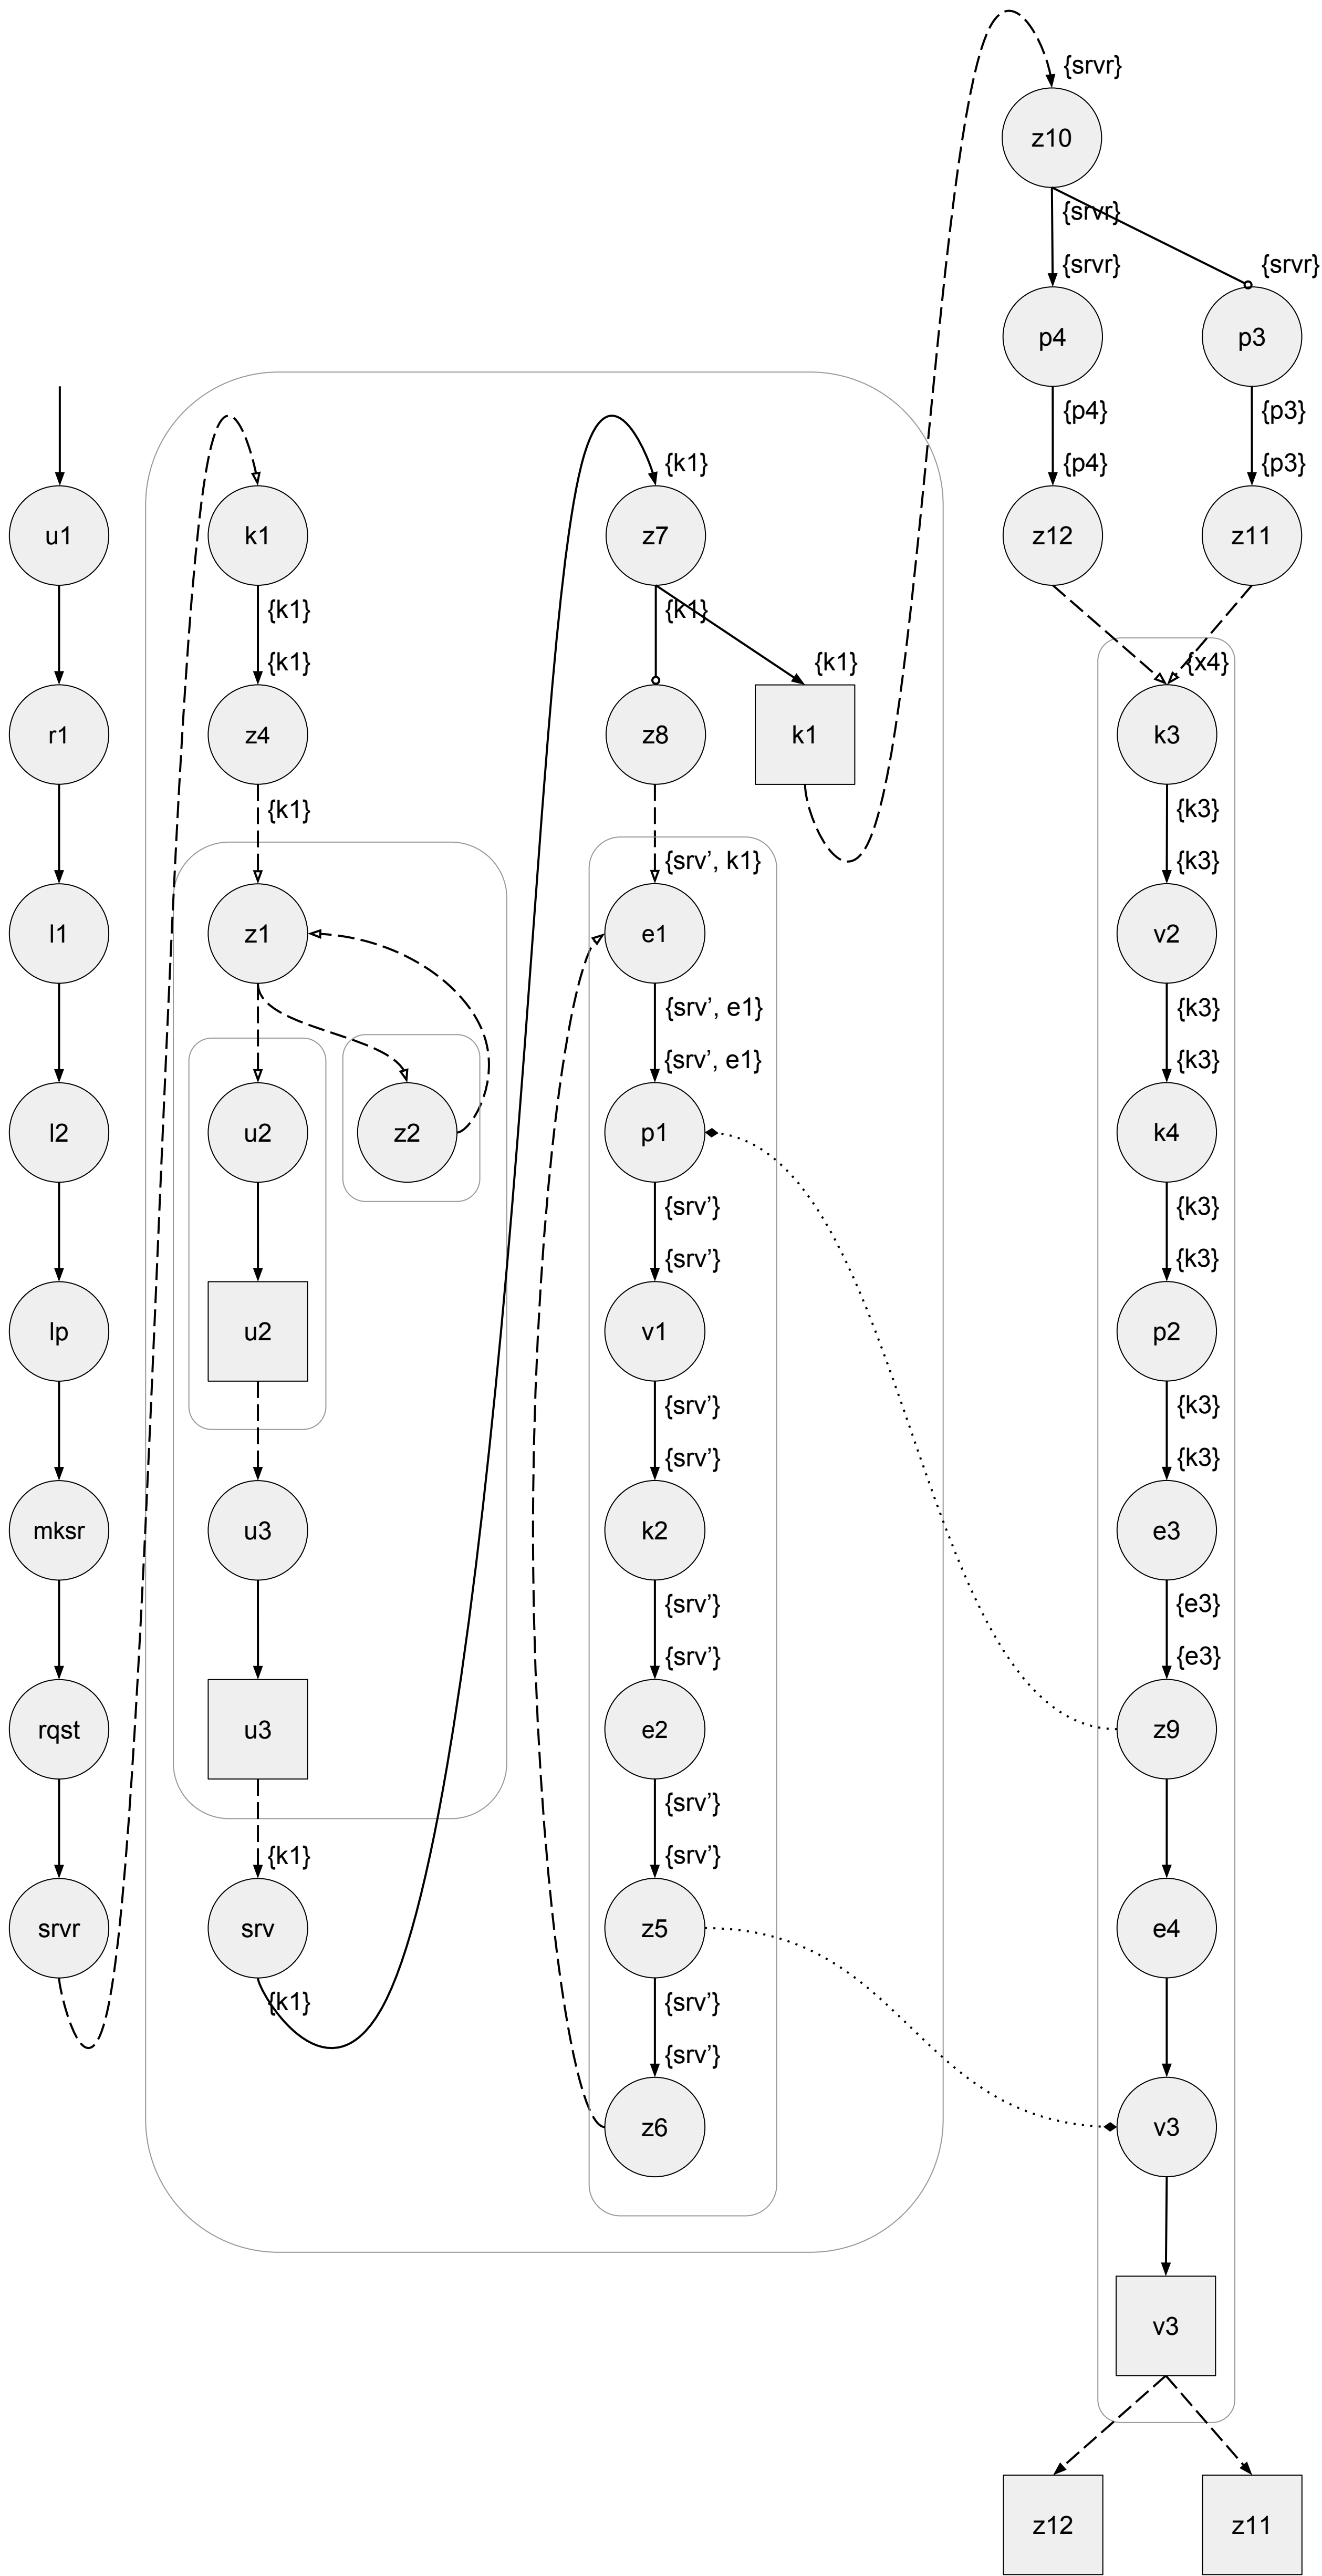 {srvr}
z10
{srvr}
{srvr} {srvr}
p4 p3
{p4} {p3}
{p4} {p3}
{k1}
u1 k1 z7 z12 z11
{k1} {k1}
{k1} {k1} {x4}
r1 z4 z8 k1 k3
{k1} {k3}
{srv’, k1} {k3}
l1 z1 e1 v2
{srv’, e1} {k3}
{srv’, e1} {k3}
l2 u2 z2 p1 k4
{srv’} {k3}
{srv’} {k3}
lp u2 v1 p2
{srv’} {k3}
{srv’} {k3}
mksr u3 k2 e3
{srv’} {e3}
{srv’} {e3}
rqst u3 e2 z9
{srv’}
{k1} {srv’}
srvr srv z5 e4
{k1} {srv’}
{srv’}
z6 v3
v3
z12 z11